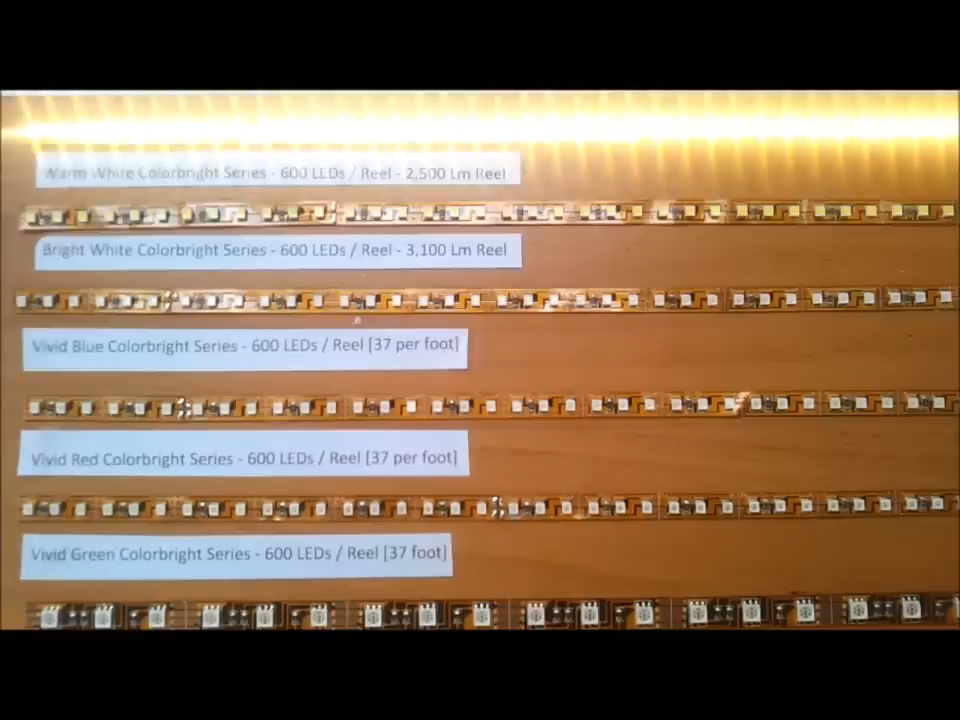 Warm White Colorbright Series - 600 LEDs / Reel - 2,500 Lm Reel
Bright White Colorbright Series - 600 LEDs / Reel - 3,100 Lm Reel
Vivid Blue Colorbright Series - 600 LEDs / Reel [37 per foot]
Vivid Red Colorbright Series - 600 LEDs / Reel [37 per foot]
Vivid Green Colorbright Series - 600 LEDs / Reel [37 foot]